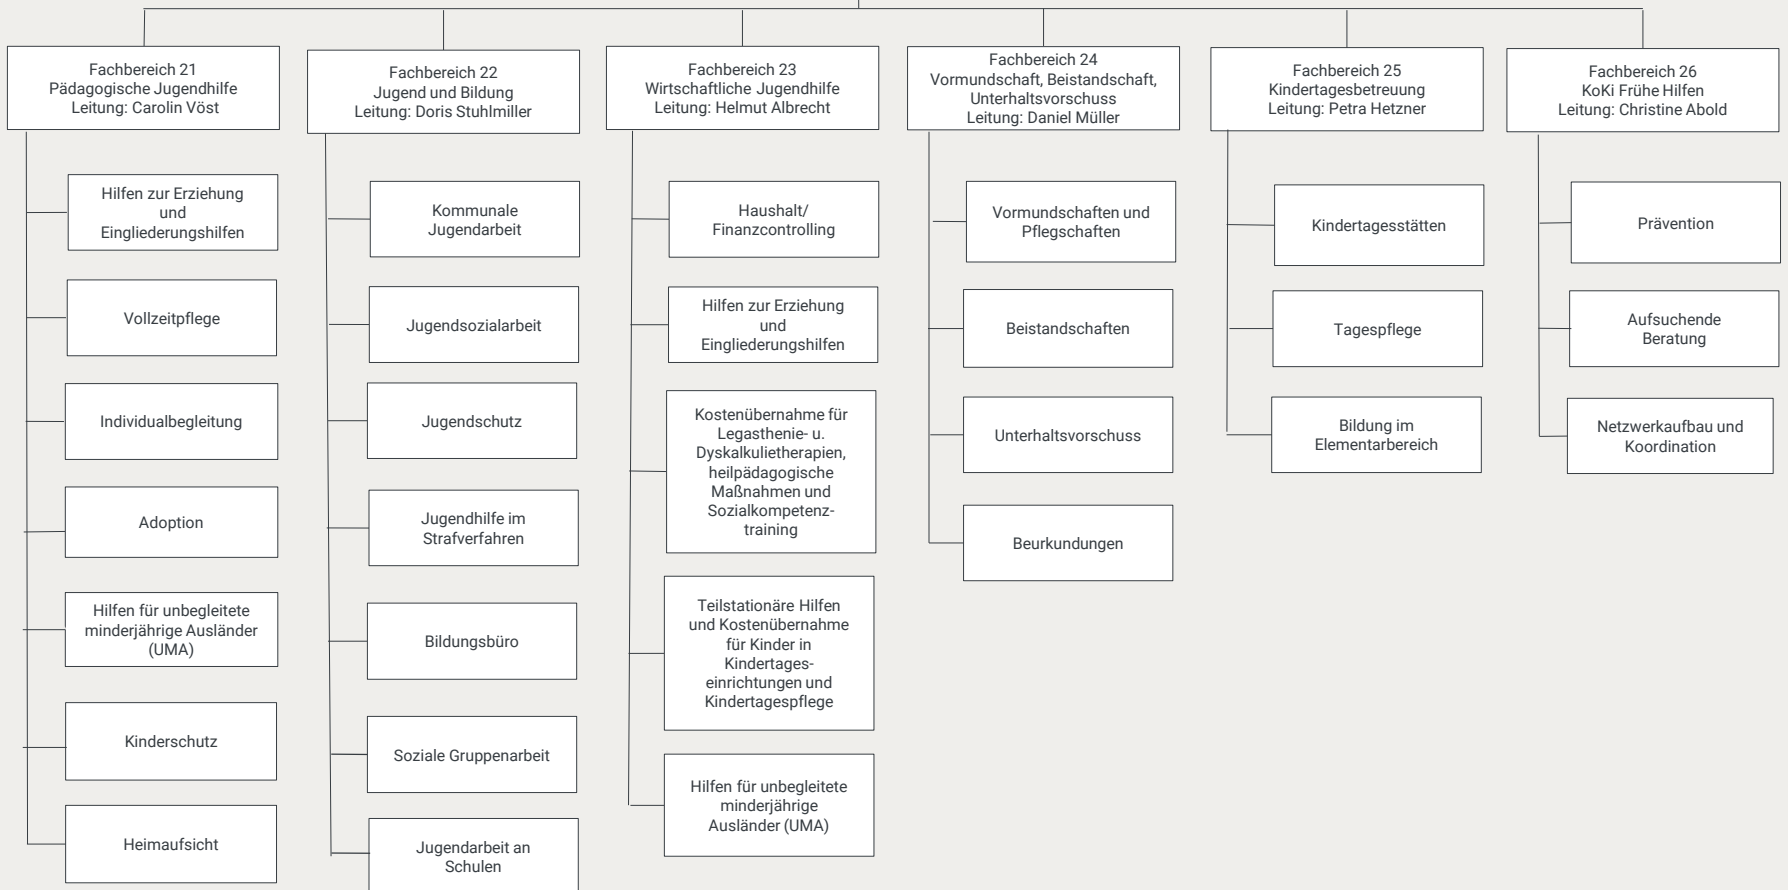 Fachbereich 21
Pädagogische Jugendhilfe
Leitung: Carolin Vöst
Hilfen zur Erziehung
und
Eingliederungshilfen
Vollzeitpflege
Individualbegleitung
Adoption
Hilfen für unbegleitete
minderjährige Ausländer
(UMA)
Kinderschutz
Heimaufsicht
Fachbereich 22
Jugend und Bildung
Leitung: Doris Stuhlmiller
Kommunale
Jugendarbeit
Jugendsozialarbeit
Jugendschutz
Jugendhilfe im
Strafverfahren
Bildungsbüro
Soziale Gruppenarbeit
Jugendarbeit an
Schulen
Fachbereich 23
Wirtschaftliche Jugendhilfe
Leitung: Helmut Albrecht
Haushalt/
Finanzcontrolling
Hilfen zur Erziehung
und
Eingliederungshilfen
Kostenübernahme für
Legasthenie- u.
Dyskalkulietherapien,
heilpädagogische
Maßnahmen und
Sozialkompetenz-
training
Teilstationäre Hilfen
und Kostenübernahme
für Kinder in
Kindertages-
einrichtungen und
Kindertagespflege
Hilfen für unbegleitete
minderjährige
Ausländer (UMA)
Fachbereich 24
Vormundschaft, Beistandschaft,
Unterhaltsvorschuss
Leitung: Daniel Müller
Vormundschaften und
Pflegschaften
Beistandschaften
Unterhaltsvorschuss
Beurkundungen
Fachbereich 25
Kindertagesbetreuung
Leitung: Petra Hetzner
Kindertagesstätten
Tagespflege
Bildung im
Elementarbereich
Fachbereich 26
KoKi Frühe Hilfen
Leitung: Christine Abold
Prävention
Aufsuchende
Beratung
Netzwerkaufbau und
Koordination